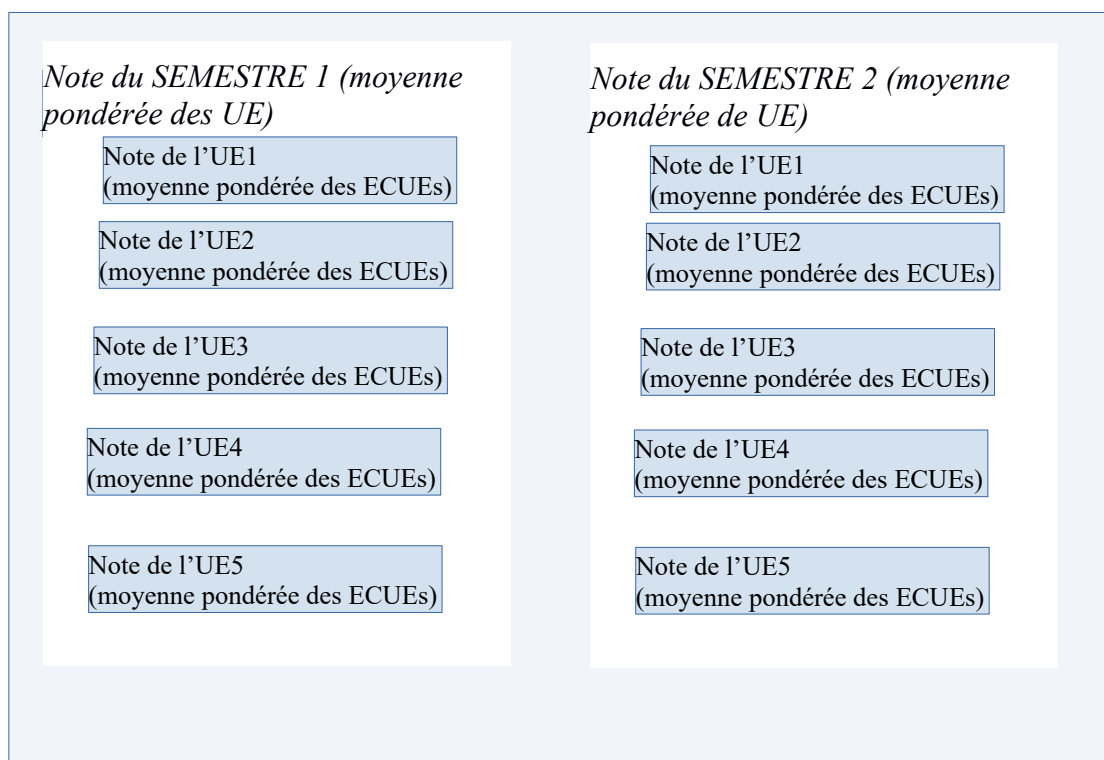 Note du SEMESTRE 1 (moyenne
pondérée des UE)
Note de l’UE1
(moyenne pondérée des ECUEs)
Note de l’UE2
(moyenne pondérée des ECUEs)
Note de l’UE3
(moyenne pondérée des ECUEs)
Note de l’UE4
(moyenne pondérée des ECUEs)
Note de l’UE5
(moyenne pondérée des ECUEs)
Note du SEMESTRE 2 (moyenne
pondérée de UE)
Note de l’UE1
(moyenne pondérée des ECUEs)
Note de l’UE2
(moyenne pondérée des ECUEs)
Note de l’UE3
(moyenne pondérée des ECUEs)
Note de l’UE4
(moyenne pondérée des ECUEs)
Note de l’UE5
(moyenne pondérée des ECUEs)